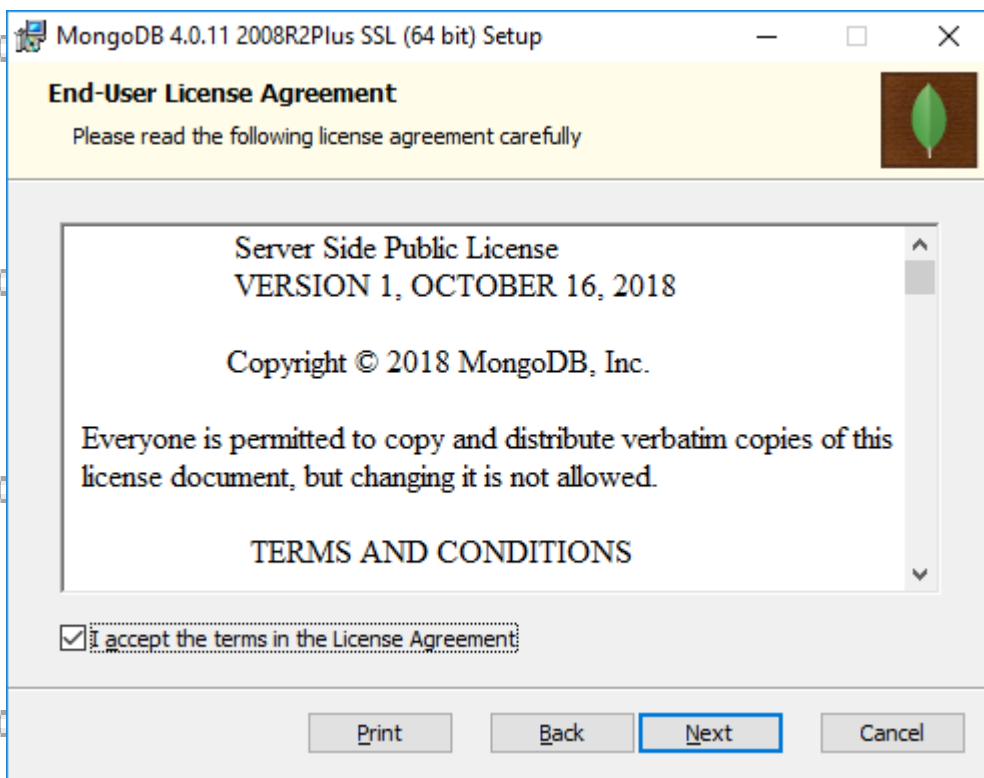 MongoDB 4.0.11 2008R2Plus SSL (64 bit) Setup
End-User License Agreement
Please read the following license agreement carefully
Server Side Public License
VERSION 1, OCTOBER 16, 2018
Copyright © 2018 MongoDB, Inc.
Everyone is permitted to copy and distribute verbatim copies of this
license document, but changing it is not allowed.
TERMS AND CONDITIONS
I accept the terms in the License Agreement
Print Back Next Cancel